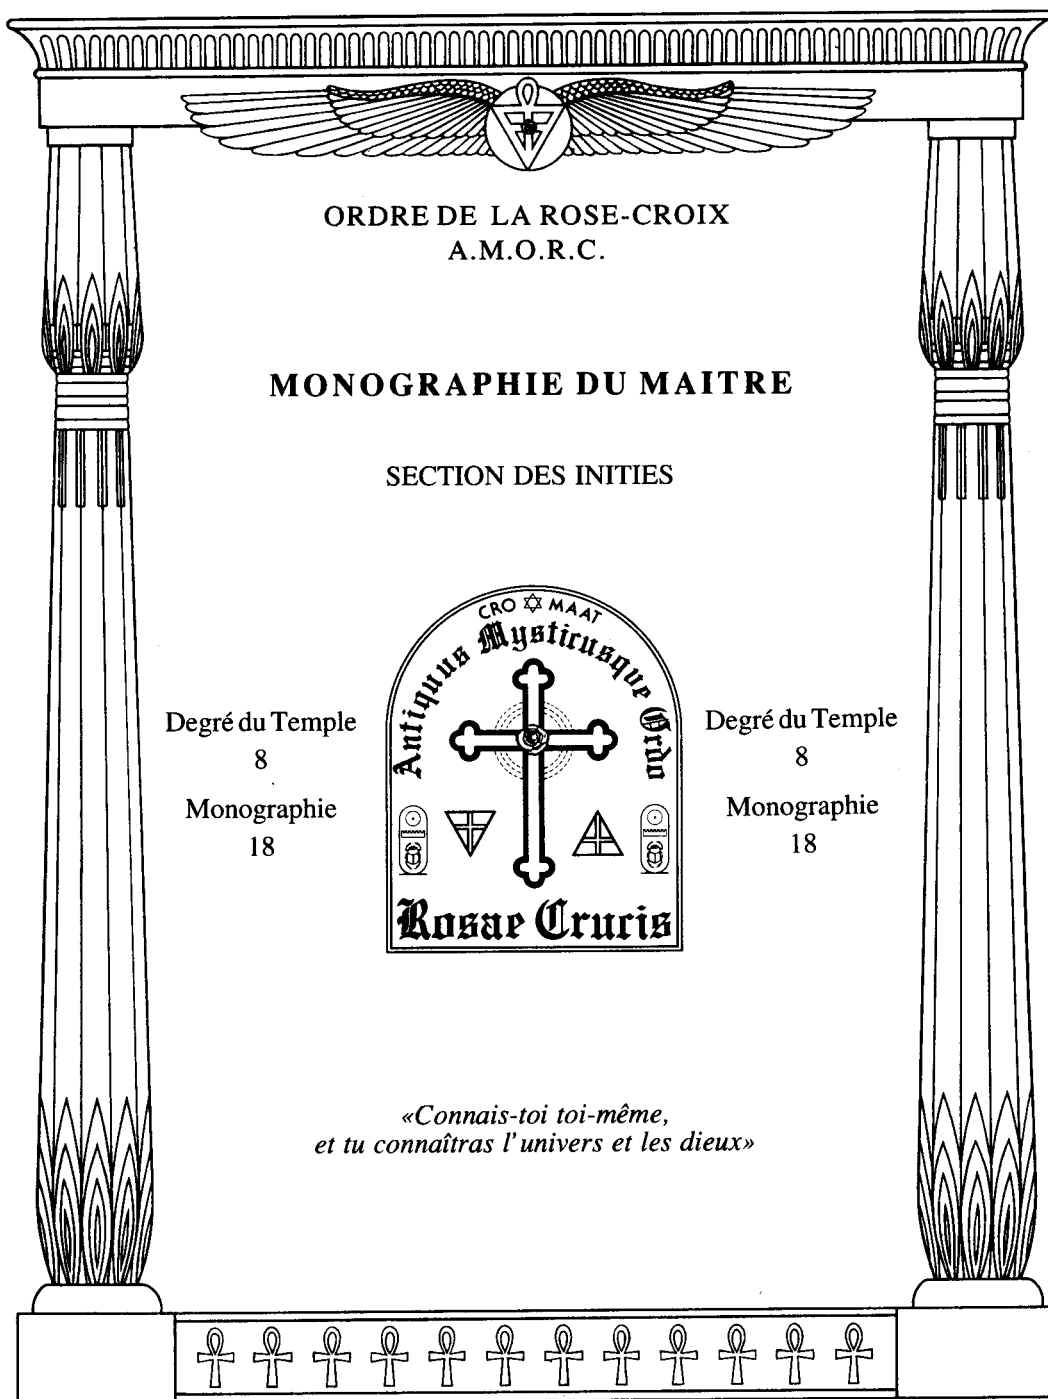 ORDRE DE LA ROSE-CROIX
A.M.O.R.C.
MONOGRAPHIE DU MAITRE
SECTION DES INITIES
CRO MAAT
Antiquus Mysticusque Ordo
Degré du Temple
8
Monographie
18
Degré du Temple
8
Monographie
18
Rosae Crucis
«Connais-toi toi-même,
et tu connaîtras l'univers et les dieux»